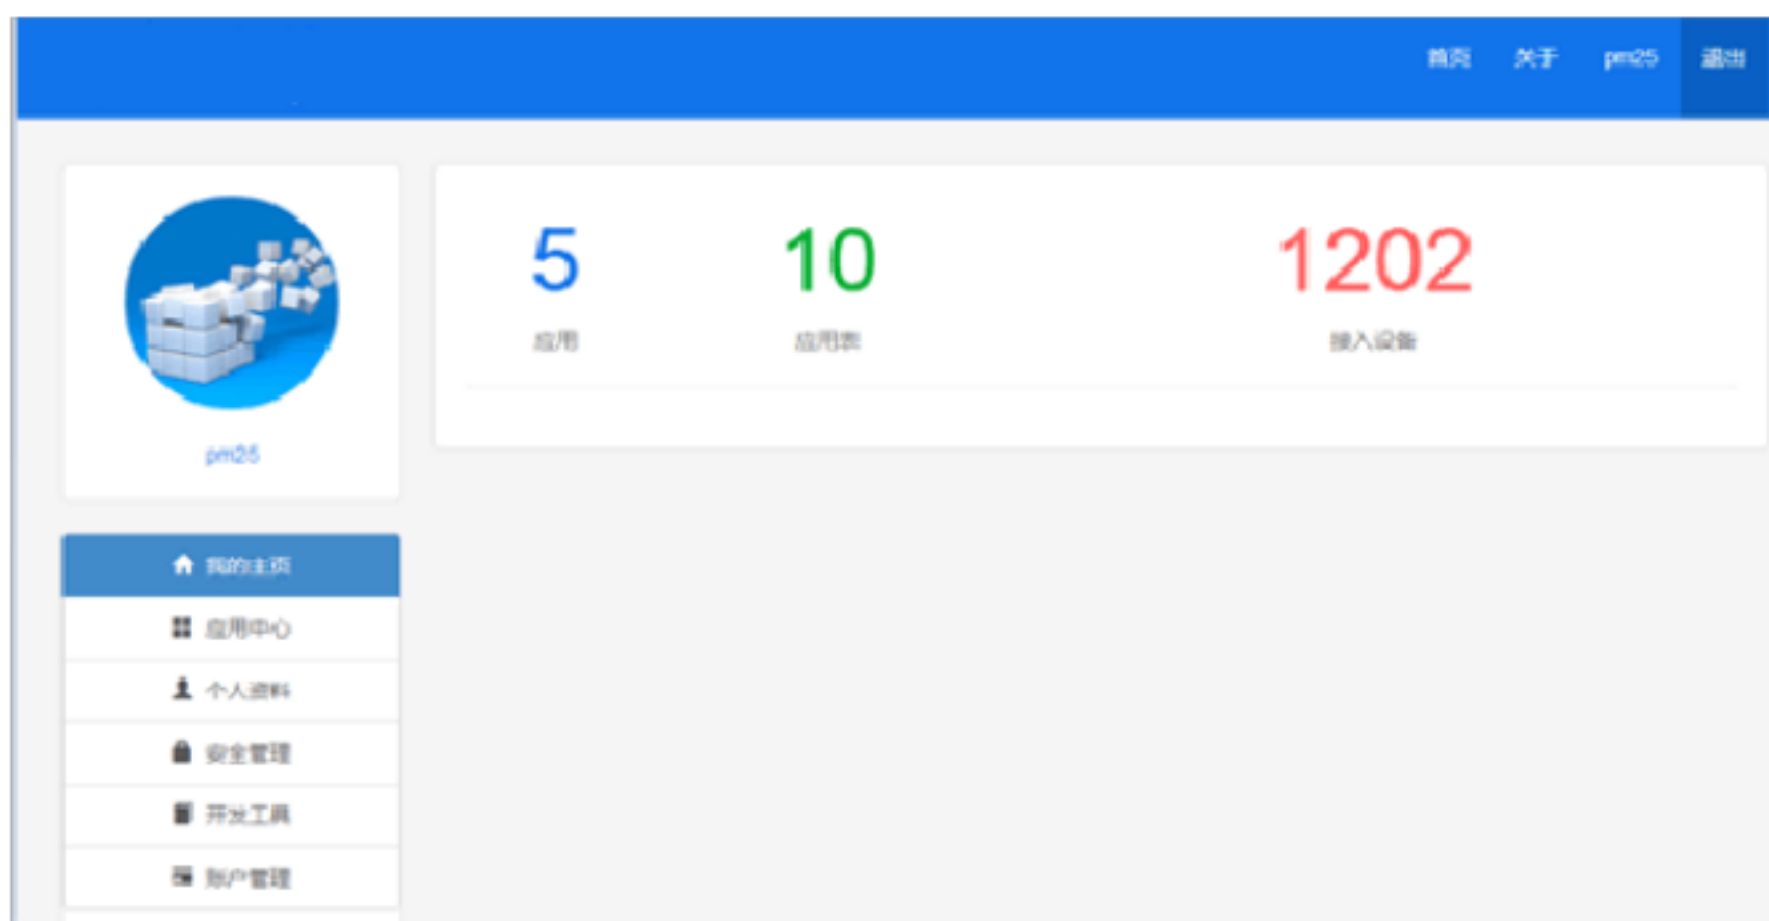 首页 关于 pm25 退出
5 10 1202
应用 应用表 接入设备
pm25
我的主页
应用中心
个人资料
安全管理
开发工具
账户管理